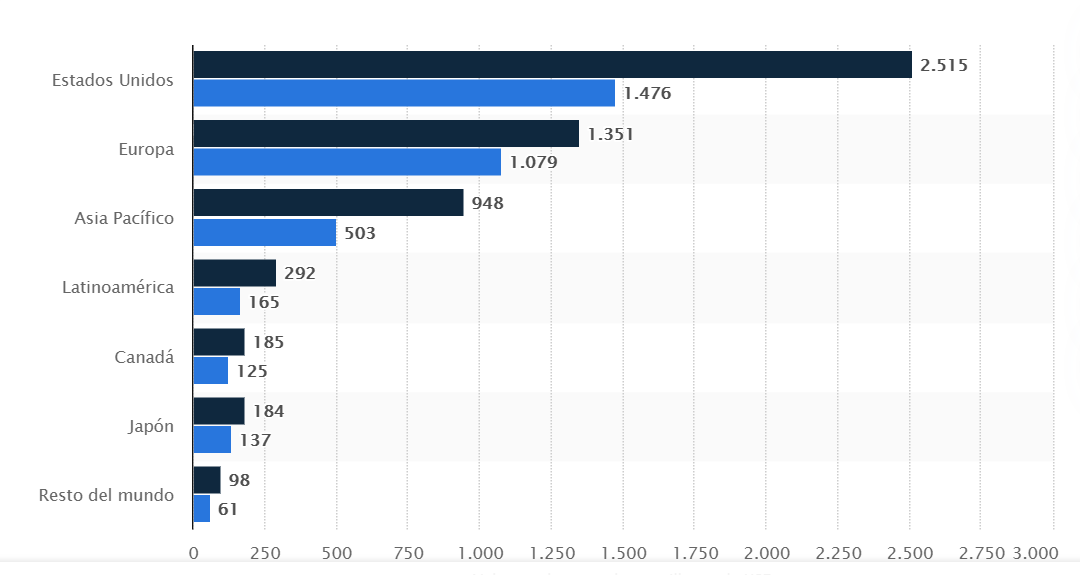 Estados Unidos
2.515
1.476
Europa
1.351
1.079
Asia Pacífico
948
503
Latinoamérica
292
165
Canadá
185
125
Japón
184
137
Resto del mundo
98
61
0 250 500 750 1.000 1.250 1.500 1.750 2.000 2.250 2.500 2.750 3.000